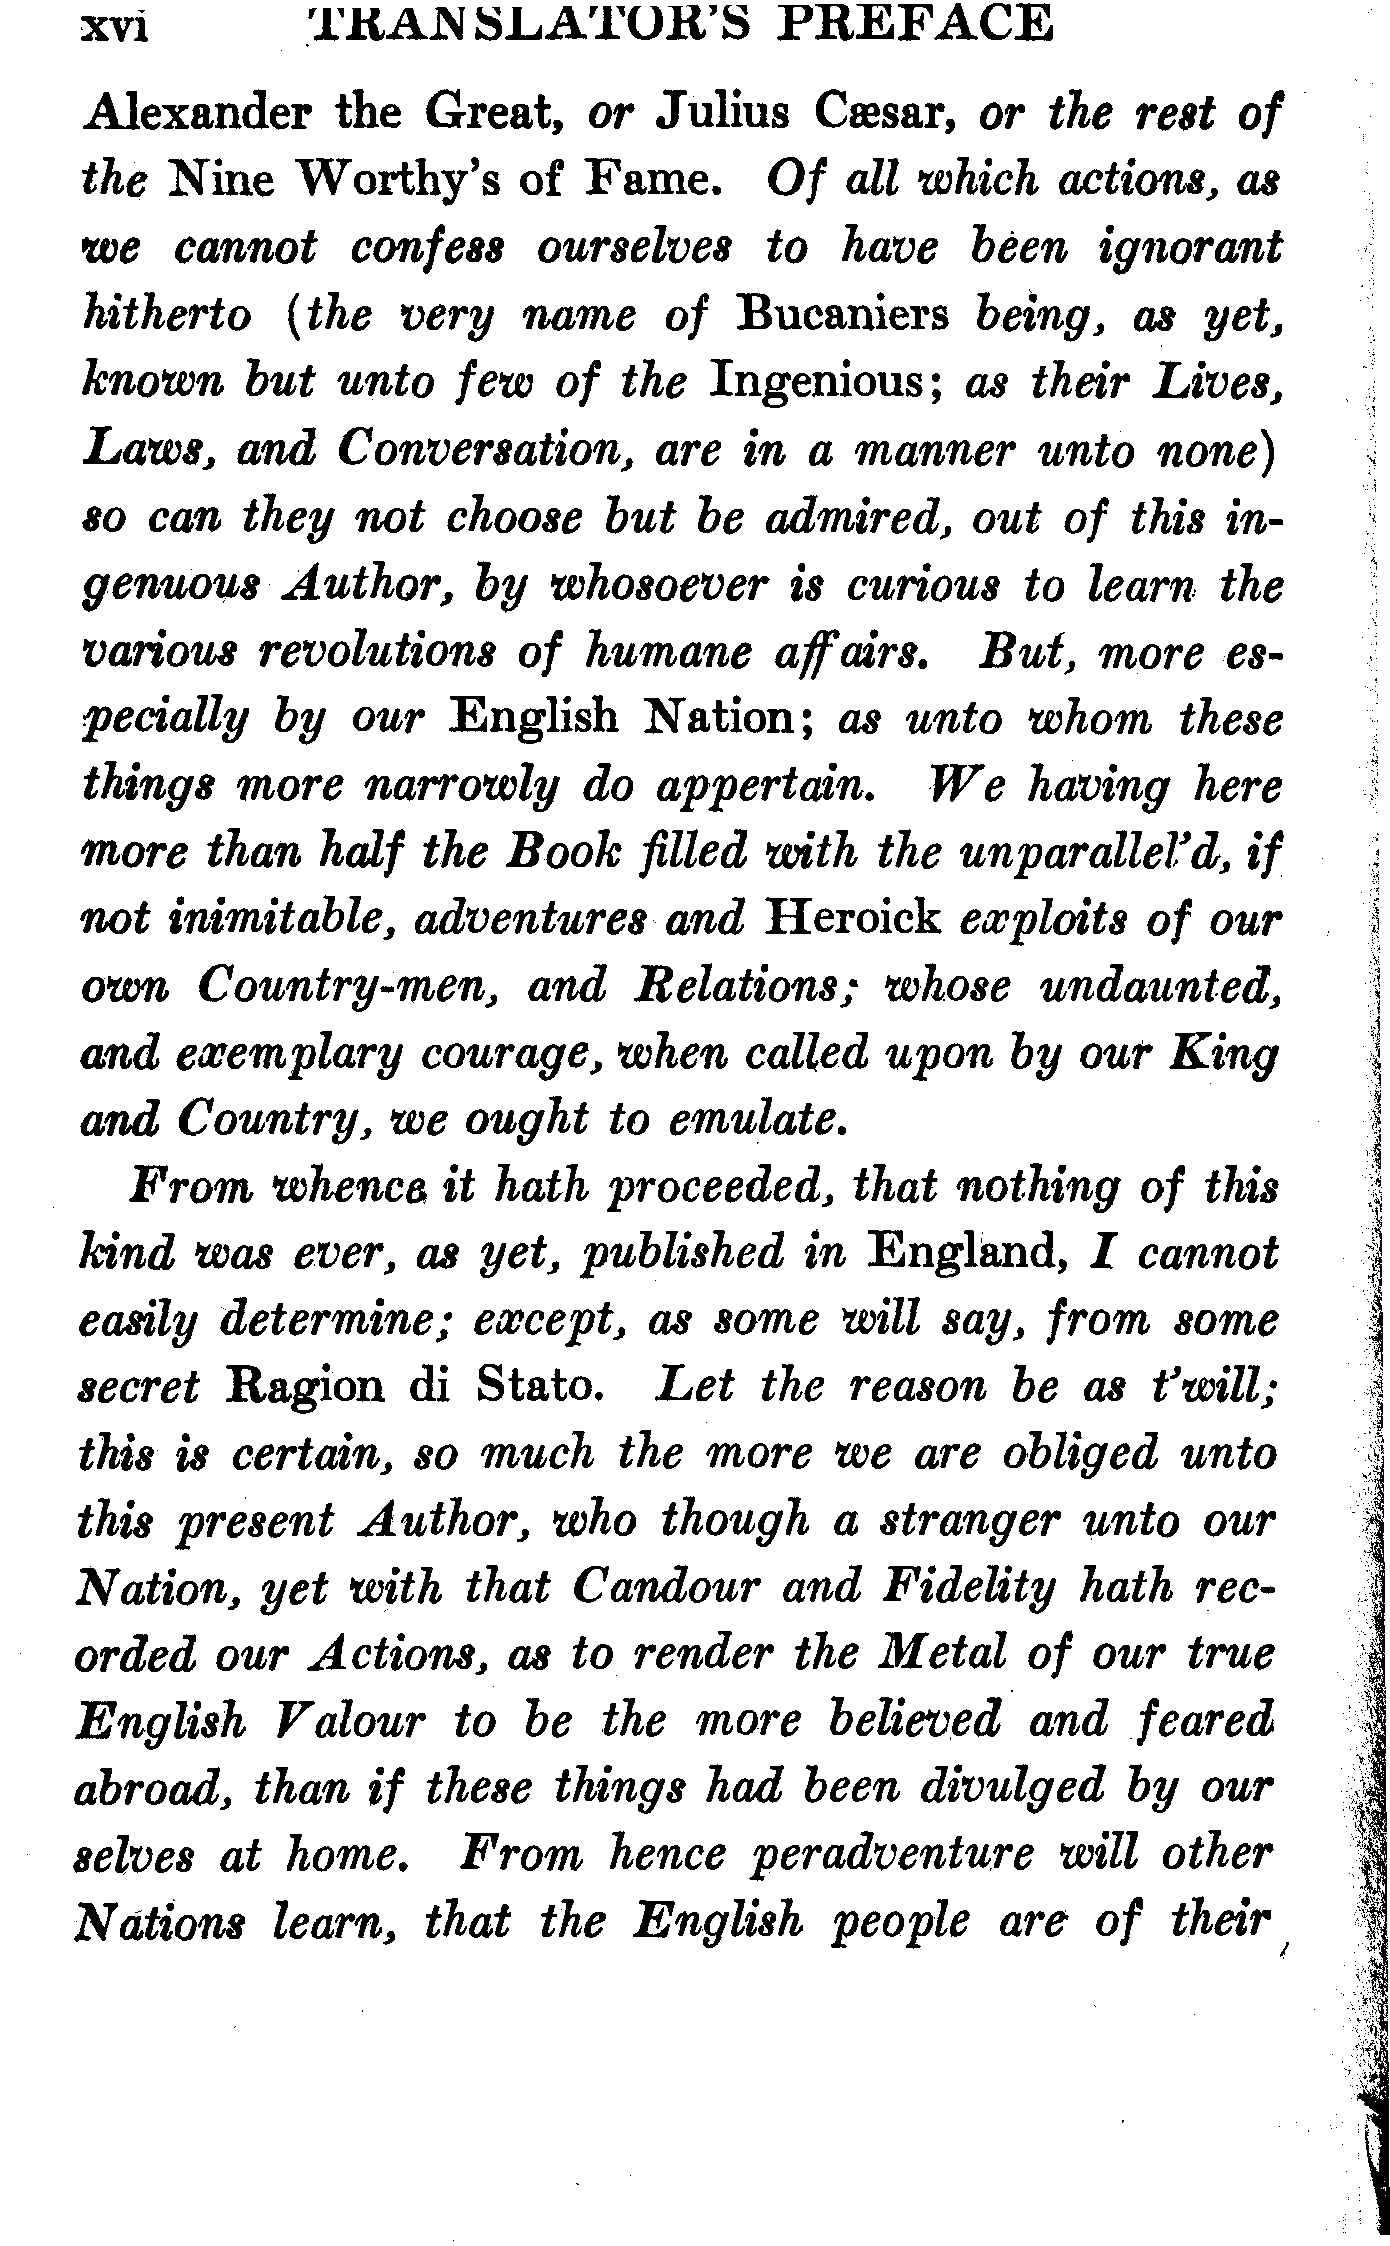 xvi TRANSLATOR'S PREFACE
Alexander the Great, or Julius Cæsar, or the rest of
the Nine Worthy's of Fame. Of all which actions, as
we cannot confess ourselves to have been ignorant
hitherto (the very name of Bucaniers being, as yet,
known but unto few of the Ingenious; as their Lives,
Laws, and Conversation, are in a manner unto none)
so can they not choose but be admired, out of this in-
genuous Author, by whosoever is curious to learn the
various revolutions of humane affairs. But, more es-
pecially by our English Nation; as unto whom these
things more narrowly do appertain. We having here
more than half the Book filled with the unparallel'd, if
not inimitable, adventures and Heroick exploits of our
own Country-men, and Relations; whose undaunted,
and exemplary courage, when called upon by our King
and Country, we ought to emulate.
From whence it hath proceeded, that nothing of this
kind was ever, as yet, published in England, I cannot
easily determine; except, as some will say, from some
secret Ragion di Stato. Let the reason be as t'will;
this is certain, so much the more we are obliged unto
this present Author, who though a stranger unto our
Nation, yet with that Candour and Fidelity hath rec-
orded our Actions, as to render the Metal of our true
English Valour to be the more believed and feared
abroad, than if these things had been divulged by our
selves at home. From hence peradventure will other
Nations learn, that the English people are of their